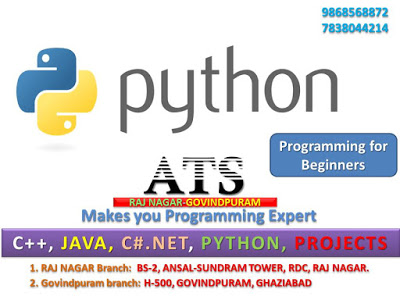 9868568872
7838044214
python
Programming for
Beginners
ATS
RAJ NAGAR-GOVINDPURAM
Makes you Programming Expert
C++, JAVA, C#.NET, PYTHON, PROJECTS
1. RAJ NAGAR Branch: BS-2, ANSAL-SUNDRAM TOWER, RDC, RAJ NAGAR.
2. Govindpuram branch: H-500, GOVINDPURAM, GHAZIABAD